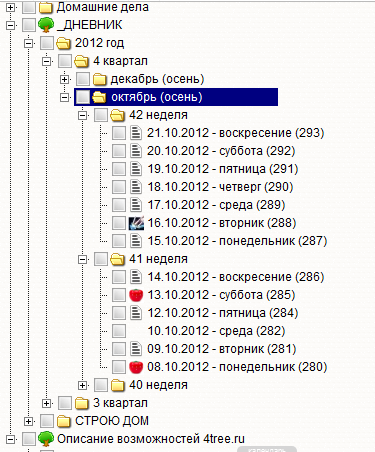 Домашние дела
_ДНЕВНИК
2012 год
4 квартал
декабрь (осень)
октябрь (осень)
42 неделя
21.10.2012 - воскресение (293)
20.10.2012 - суббота (292)
19.10.2012 - пятница (291)
18.10.2012 - четверг (290)
17.10.2012 - среда (289)
16.10.2012 - вторник (288)
15.10.2012 - понедельник (287)
41 неделя
14.10.2012 - воскресение (286)
13.10.2012 - суббота (285)
12.10.2012 - пятница (284)
10.10.2012 - среда (282)
09.10.2012 - вторник (281)
08.10.2012 - понедельник (280)
40 неделя
3 квартал
СТРОЮ ДОМ
Описание возможностей 4tree.ru